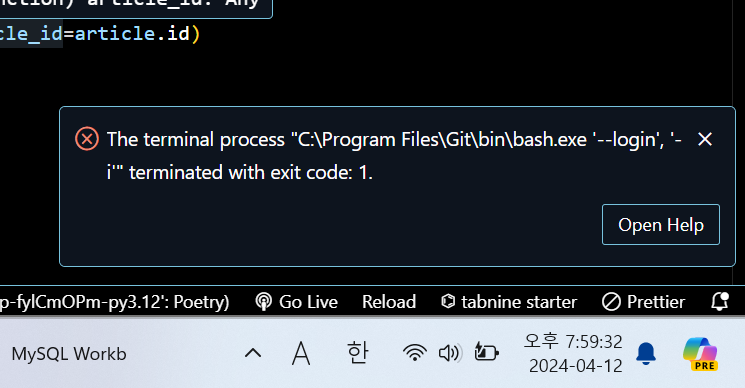 nction) article_id: Any
cle_id=article.id)
The terminal process "C:\Program Files\Git\bin\bash.exe '--login', '-
i'" terminated with exit code: 1.
Open Help
p-fylCmOPm-py3.12': Poetry)
Go Live
Reload
tabnine starter
Prettier
MySQL Workb
A
한
오후 7:59:32
2024-04-12
PRE